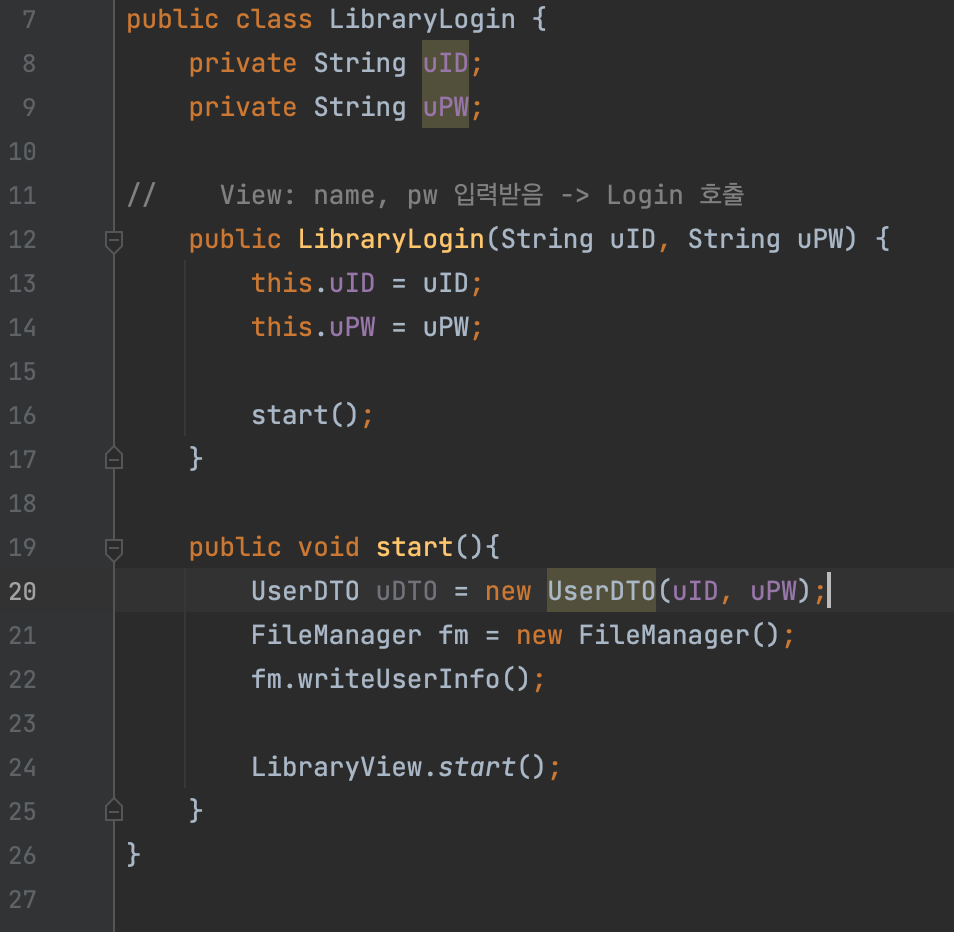 7 public class LibraryLogin {
8 private String uID;
9 private String uPW;
10
11 // View: name, pw 입력받음 -> Login 호출
12 public LibraryLogin(String uID, String uPW) {
13 this.uID = uID;
14 this.uPW = uPW;
15
16 start();
17 }
18
19 public void start(){
20 UserDTO uDTO = new UserDTO(uID, uPW);
21 FileManager fm = new FileManager();
22 fm.writeUserInfo();
23
24 LibraryView.start();
25 }
26 }
27